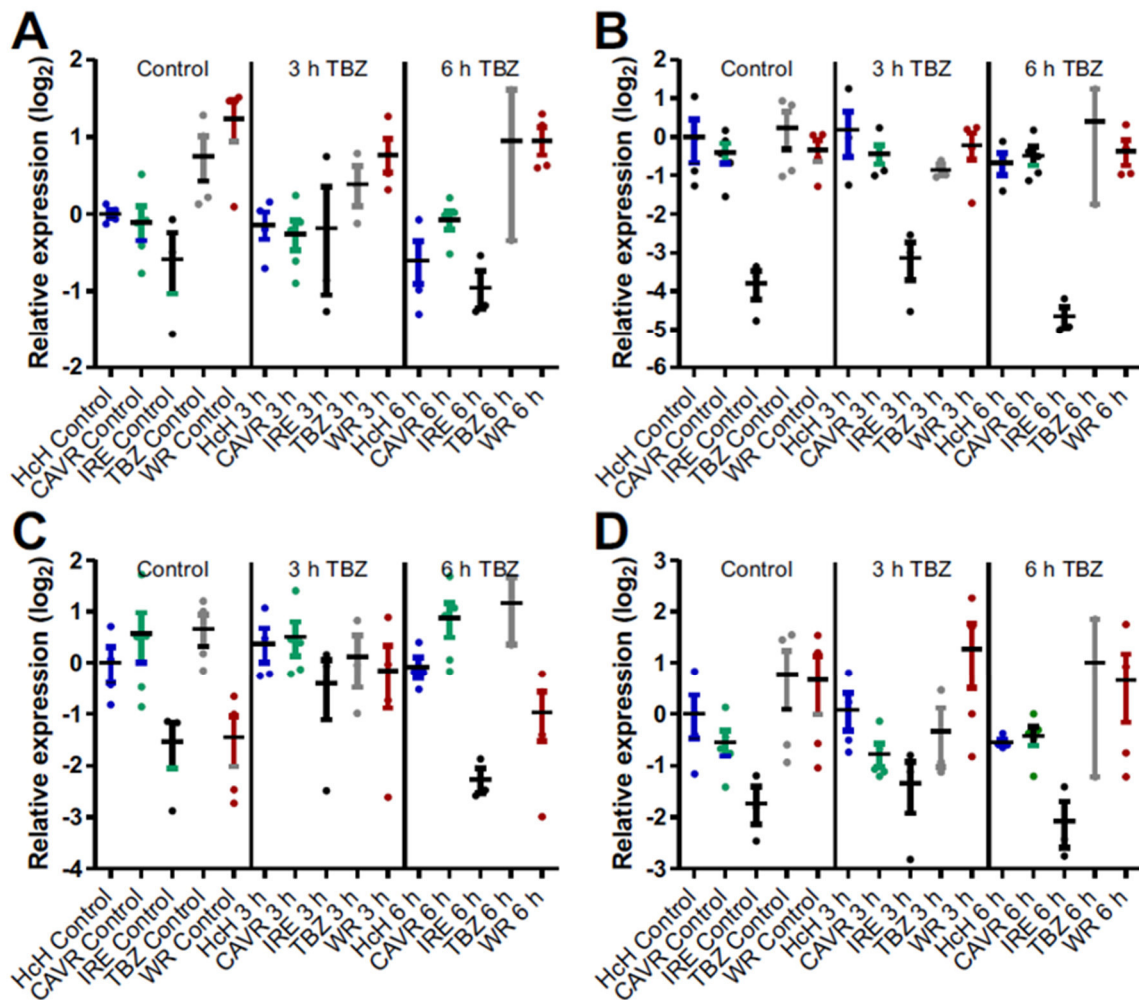 A
B
Relative expression (log2)
2
1
0
-1
-2
Control
3 h TBZ
6 h TBZ
HcH Control
CAVR Control
IRE Control
TBZ Control
WR Control
HcH 3 h
CAVR 3 h
IRE 3 h
TBZ 3 h
WR 3 h
HcH 6 h
CAVR 6 h
IRE 6 h
TBZ 6 h
WR 6 h
Relative expression (log2)
2
1
0
-1
-2
-3
-4
-5
-6
Control
3 h TBZ
6 h TBZ
HcH Control
CAVR Control
IRE Control
TBZ Control
WR Control
HcH 3 h
CAVR 3 h
IRE 3 h
TBZ 3 h
WR 3 h
HcH 6 h
CAVR 6 h
IRE 6 h
TBZ 6 h
WR 6 h
C
D
Relative expression (log2)
2
1
0
-1
-2
-3
-4
Control
3 h TBZ
6 h TBZ
HcH Control
CAVR Control
IRE Control
TBZ Control
WR Control
HcH 3 h
CAVR 3 h
IRE 3 h
TBZ 3 h
WR 3 h
HcH 6 h
CAVR 6 h
IRE 6 h
TBZ 6 h
WR 6 h
Relative expression (log2)
3
2
1
0
-1
-2
-3
Control
3 h TBZ
6 h TBZ
HcH Control
CAVR Control
IRE Control
TBZ Control
WR Control
HcH 3 h
CAVR 3 h
IRE 3 h
TBZ 3 h
WR 3 h
HcH 6 h
CAVR 6 h
IRE 6 h
TBZ 6 h
WR 6 h